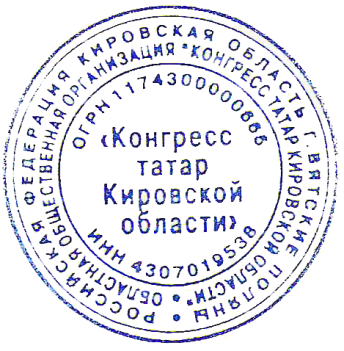 РОССИЙСКАЯ ФЕДЕРАЦИЯ КИРОВСКАЯ ОБЛАСТЬ Г. ВЯТСКИЕ ПОЛЯНЫ
ОБЛАСТНАЯ ОБЩЕСТВЕННАЯ ОРГАНИЗАЦИЯ "КОНГРЕСС ТАТАР КИРОВСКОЙ ОБЛАСТИ"
ОГРН 1174300000666
«Конгресс
татар
Кировской
области»
ИНН 4307019538